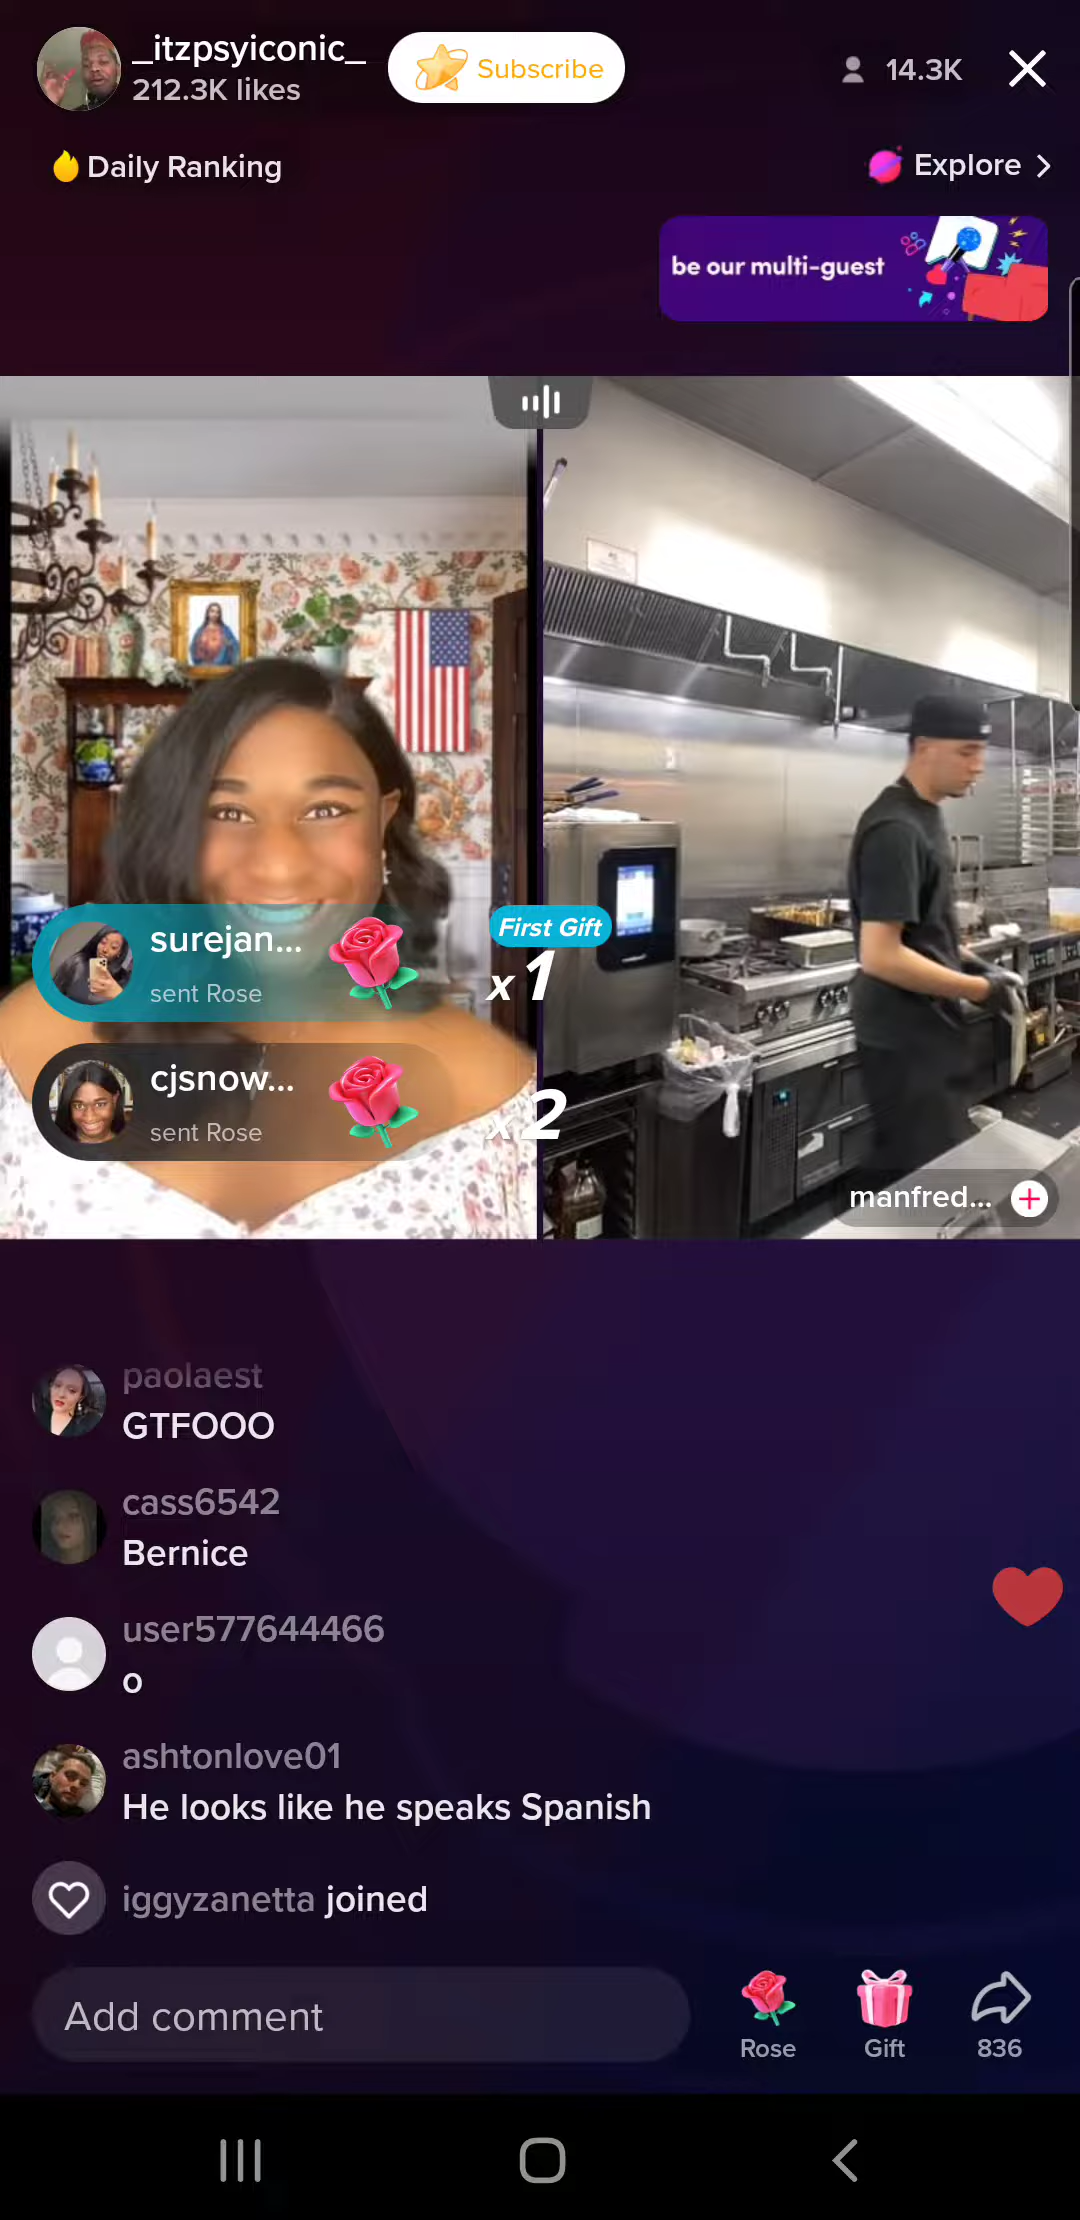 _itzpsyiconic_
212.3K likes
Subscribe
14.3K
Daily Ranking
Explore >
be our multi-guest
surejan...
sent Rose
First Gift
x1
cjsnow...
sent Rose
x2
manfred...
paolaest
GTFOOO
cass6542
Bernice
user577644466
o
ashtonlove01
He looks like he speaks Spanish
iggyzanetta joined
Add comment
Rose
Gift
836